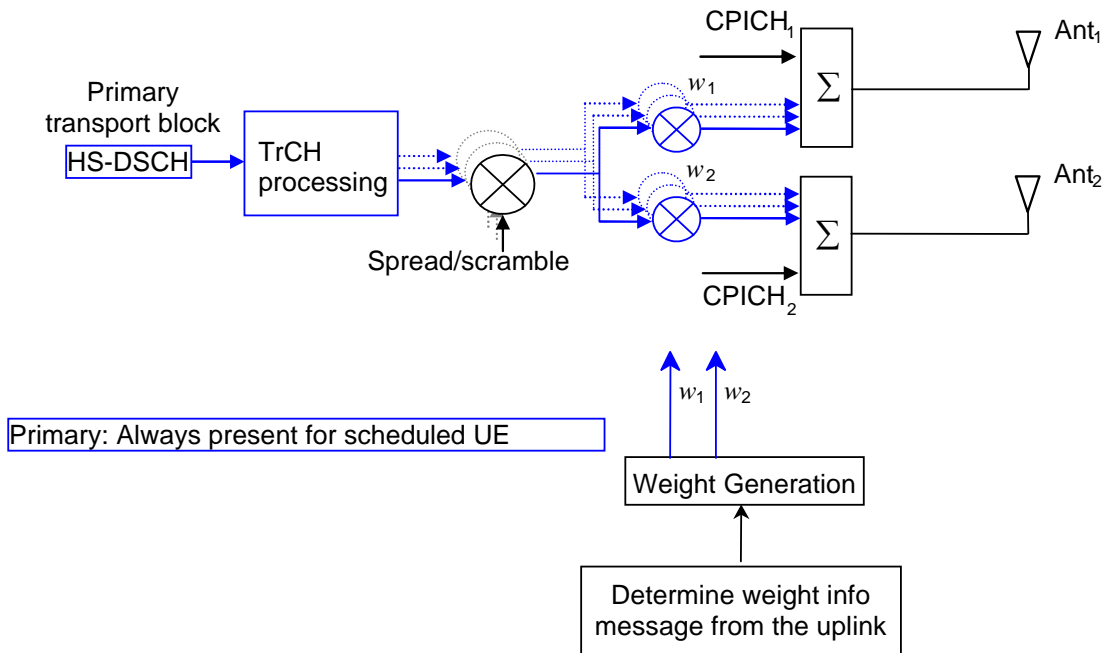 CPICH1
Ant1
Primary
transport block
HS-DSCH
TrCH
processing
w1
Σ
Spread/scramble
w2
Ant2
Σ
CPICH2
w1
w2
Primary: Always present for scheduled UE
Weight Generation
Determine weight info
message from the uplink